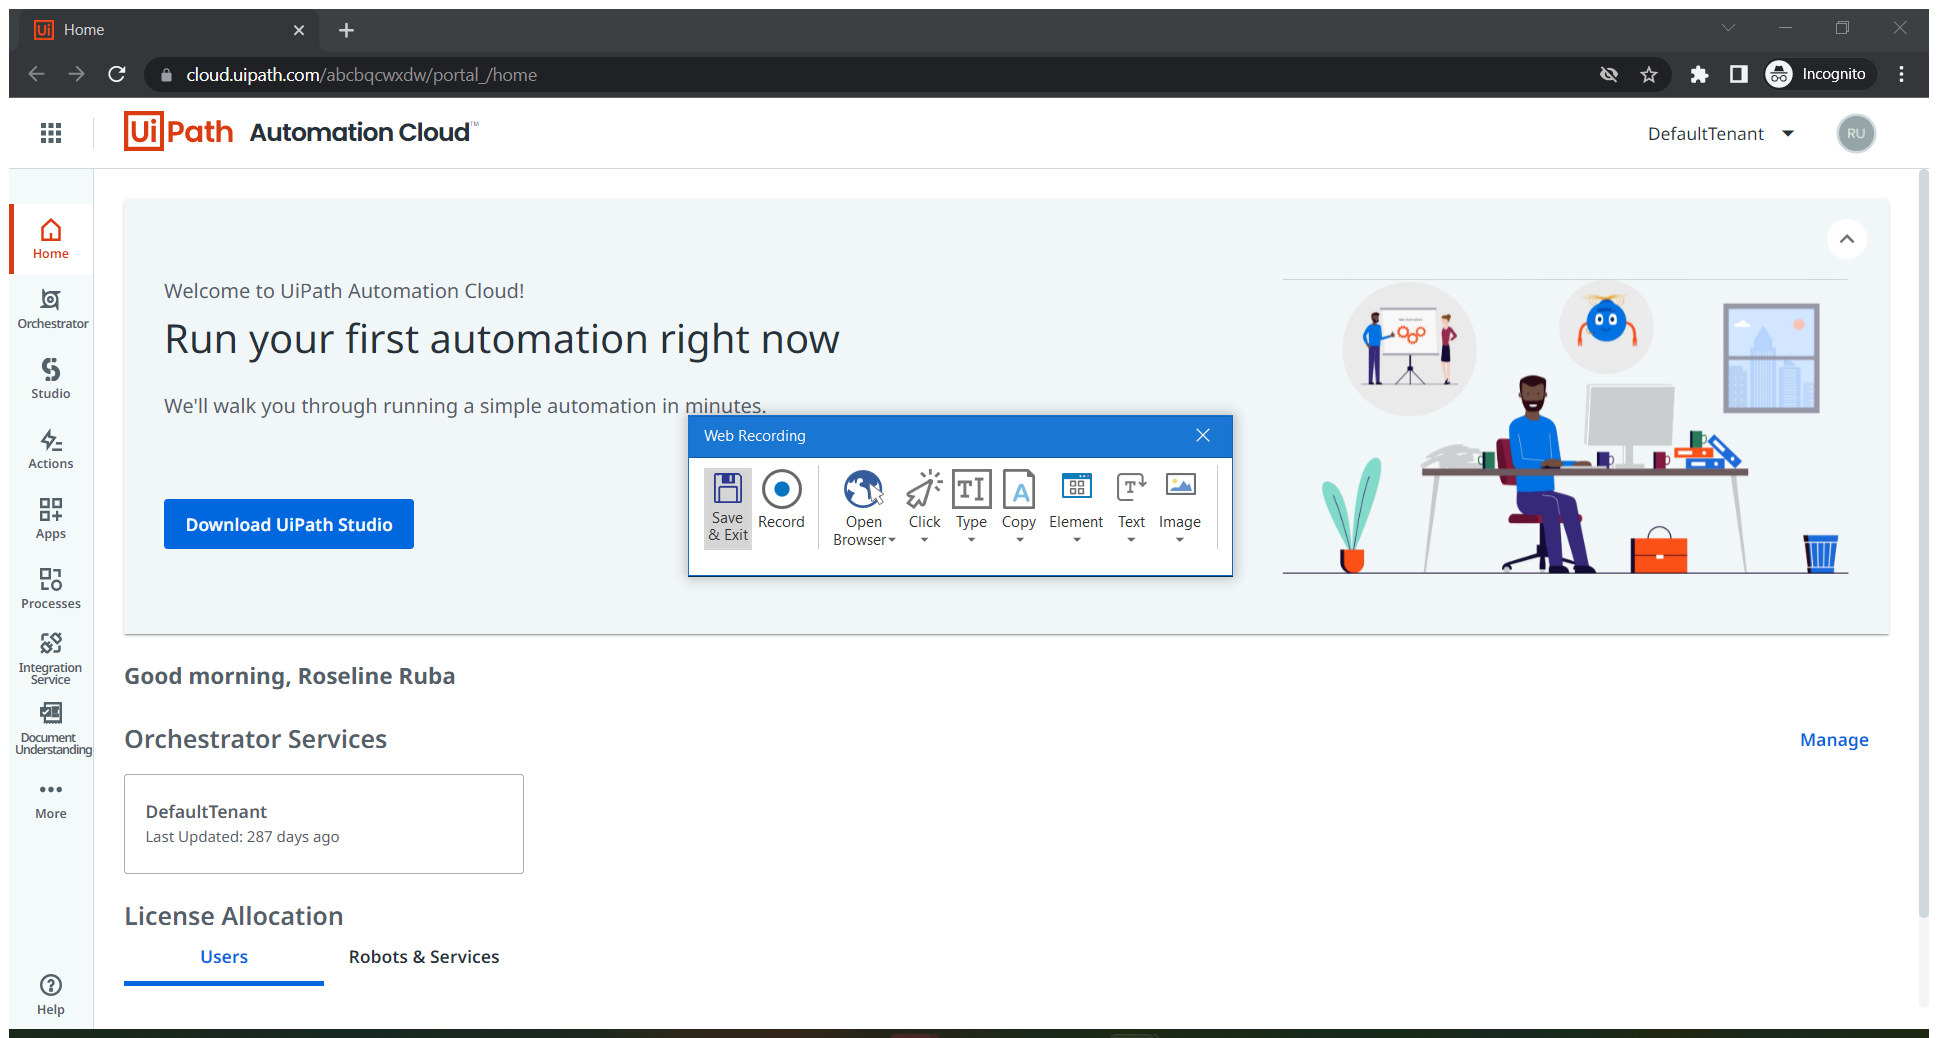 Ui Home
cloud.uipath.com/abcbqcwxdw/portal_/home
Incognito
UiPath Automation Cloud™
DefaultTenant
RU
Home
Orchestrator
Studio
Actions
Apps
Processes
Integration
Service
Document
Understanding
More
Help
Welcome to UiPath Automation Cloud!
Run your first automation right now
We'll walk you through running a simple automation in minutes.
Download UiPath Studio
Web Recording
Save
& Exit
Record
Open
Browser
Click
Type
Copy
Element
Text
Image
Good morning, Roseline Ruba
Orchestrator Services
Manage
DefaultTenant
Last Updated: 287 days ago
License Allocation
Users
Robots & Services